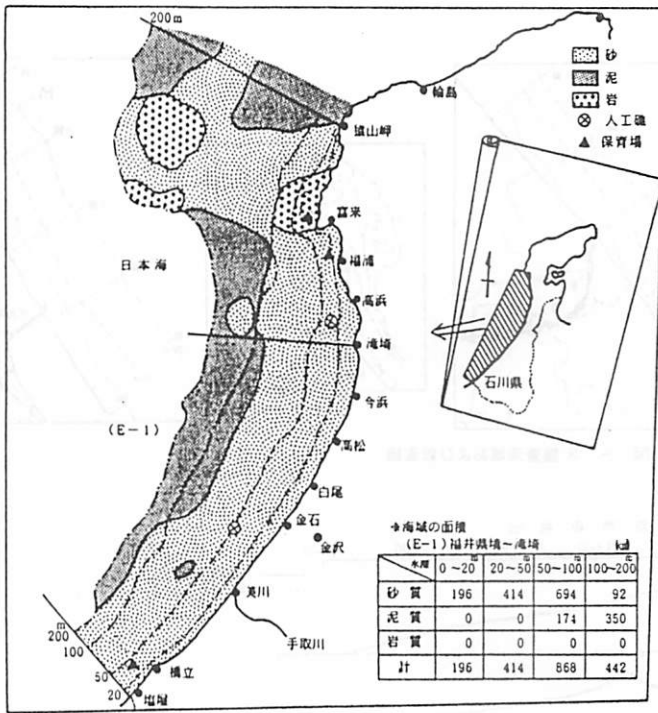 200m
輪島
砂
泥
岩
人工礁
保育場
猿山岬
富来
福浦
日本海
高浜
滝埼
石川県
今浜
(E-1)
高松
白尾
金石
金沢
海域の面積
(E-1)福井県境~滝埼 k㎡
水深 0~20m 20~50m 50~100m 100~200m
砂質 196 414 694 92
泥質 0 0 174 350
岩質 0 0 0 0
計 196 414 868 442
美川
手取川
m
200
100
50
20
橋立
塩屋